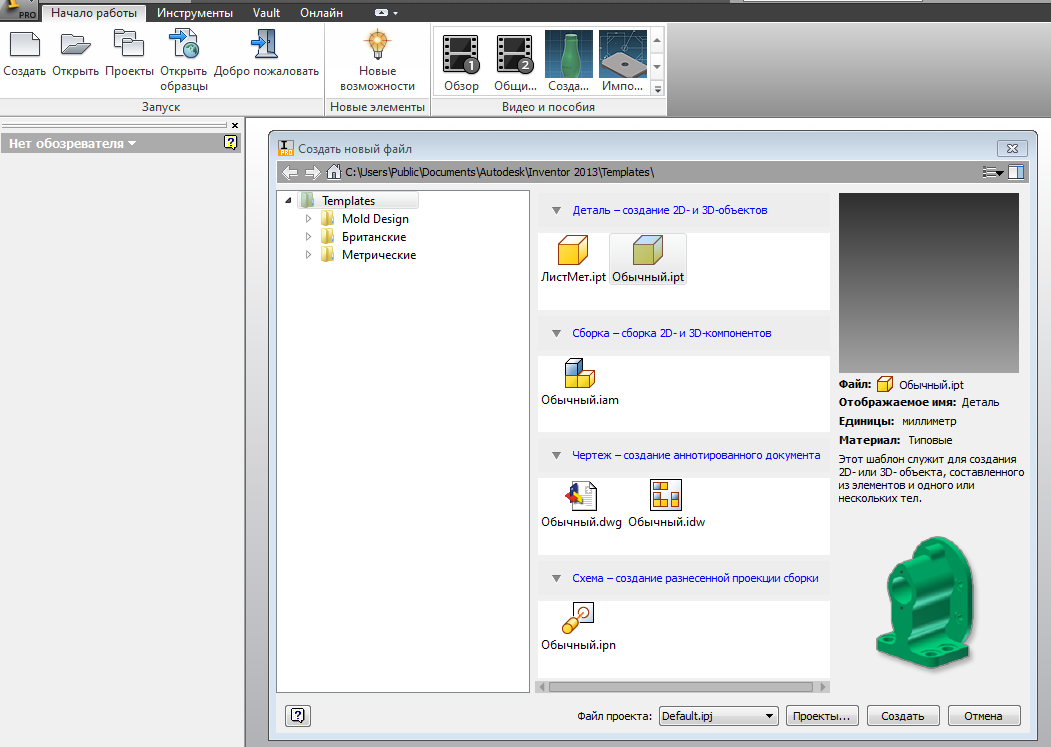 PRO
Начало работы Инструменты Vault Онлайн
Создать Открыть Проекты Открыть образцы Добро пожаловать
Новые возможности
1 Обзор 2 Общи... Созда... Импо...
Запуск Новые элементы Видео и пособия
Нет обозревателя
Создать новый файл
C:\Users\Public\Documents\Autodesk\Inventor 2013\Templates\
Templates
Mold Design
Британские
Метрические
Деталь – создание 2D- и 3D-объектов
ЛистМет.ipt Обычный.ipt
Сборка – сборка 2D- и 3D-компонентов
Обычный.iam
Чертеж – создание аннотированного документа
Обычный.dwg Обычный.idw
Схема – создание разнесенной проекции сборки
Обычный.ipn
Файл: Обычный.ipt
Отображаемое имя: Деталь
Единицы: миллиметр
Материал: Типовые
Этот шаблон служит для создания
2D- или 3D- объекта, составленного
из элементов и одного или
нескольких тел.
Файл проекта: Default.ipj Проекты... Создать Отмена